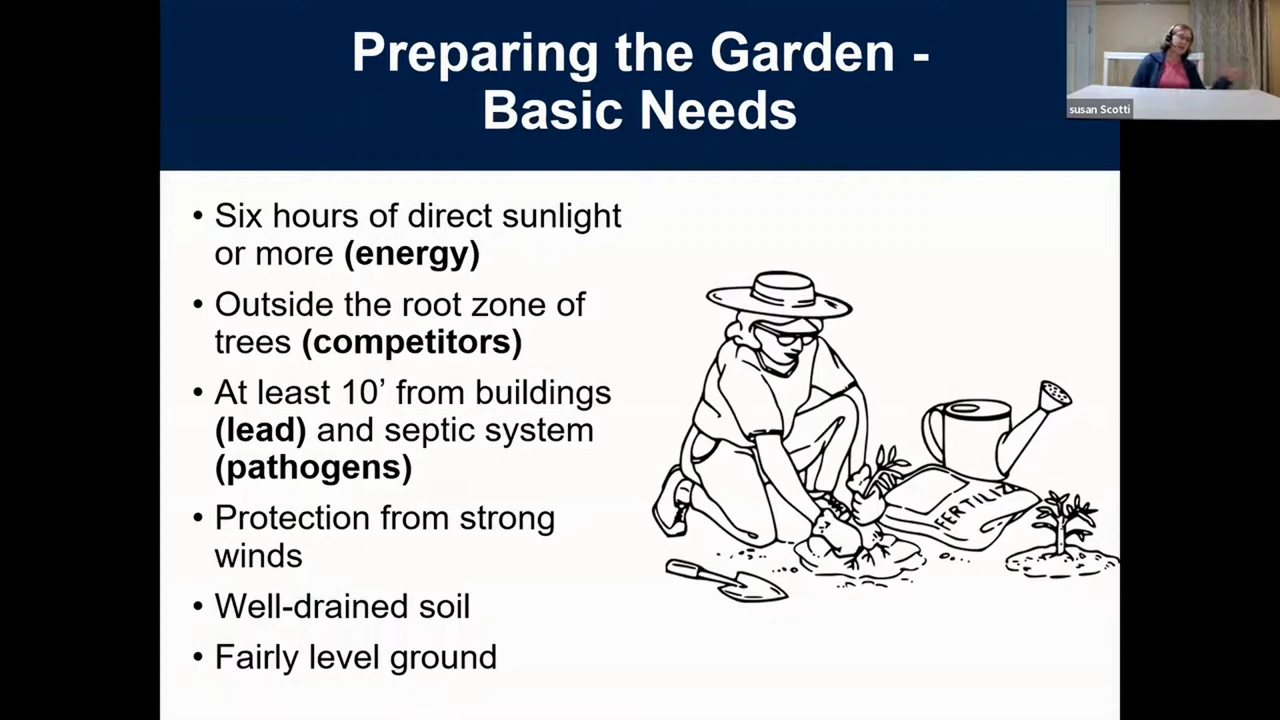 Preparing the Garden -
Basic Needs
susan Scotti
• Six hours of direct sunlight
or more (energy)
• Outside the root zone of
trees (competitors)
• At least 10’ from buildings
(lead) and septic system
(pathogens)
• Protection from strong
winds
• Well-drained soil
• Fairly level ground
FERTILIZ